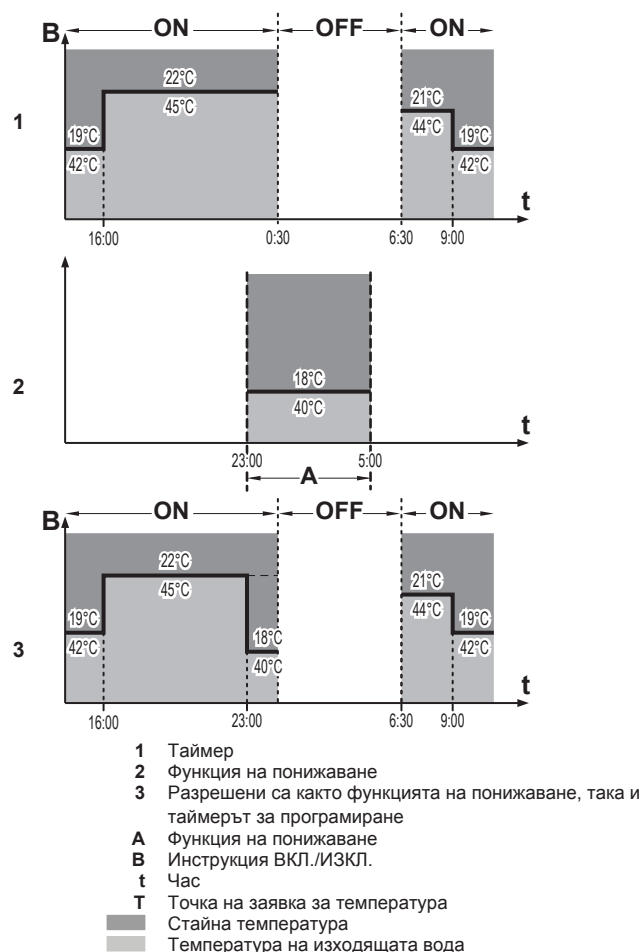 B
ON OFF ON
22°C
45°C
21°C
44°C
19°C
42°C
19°C
42°C
1
t
16:00 0:30 6:30 9:00
2
18°C
40°C
t
23:00 5:00
A
B
ON OFF ON
22°C
45°C
21°C
44°C
19°C
42°C
18°C
40°C
19°C
42°C
3
t
16:00 23:00 6:30 9:00
1 Таймер
2 Функция на понижаване
3 Разрешени са както функцията на понижаване, така и
таймерът за програмиране
A Функция на понижаване
B Инструкция ВКЛ./ИЗКЛ.
t Час
T Точка на заявка за температура
Стайна температура
Температура на изходящата вода